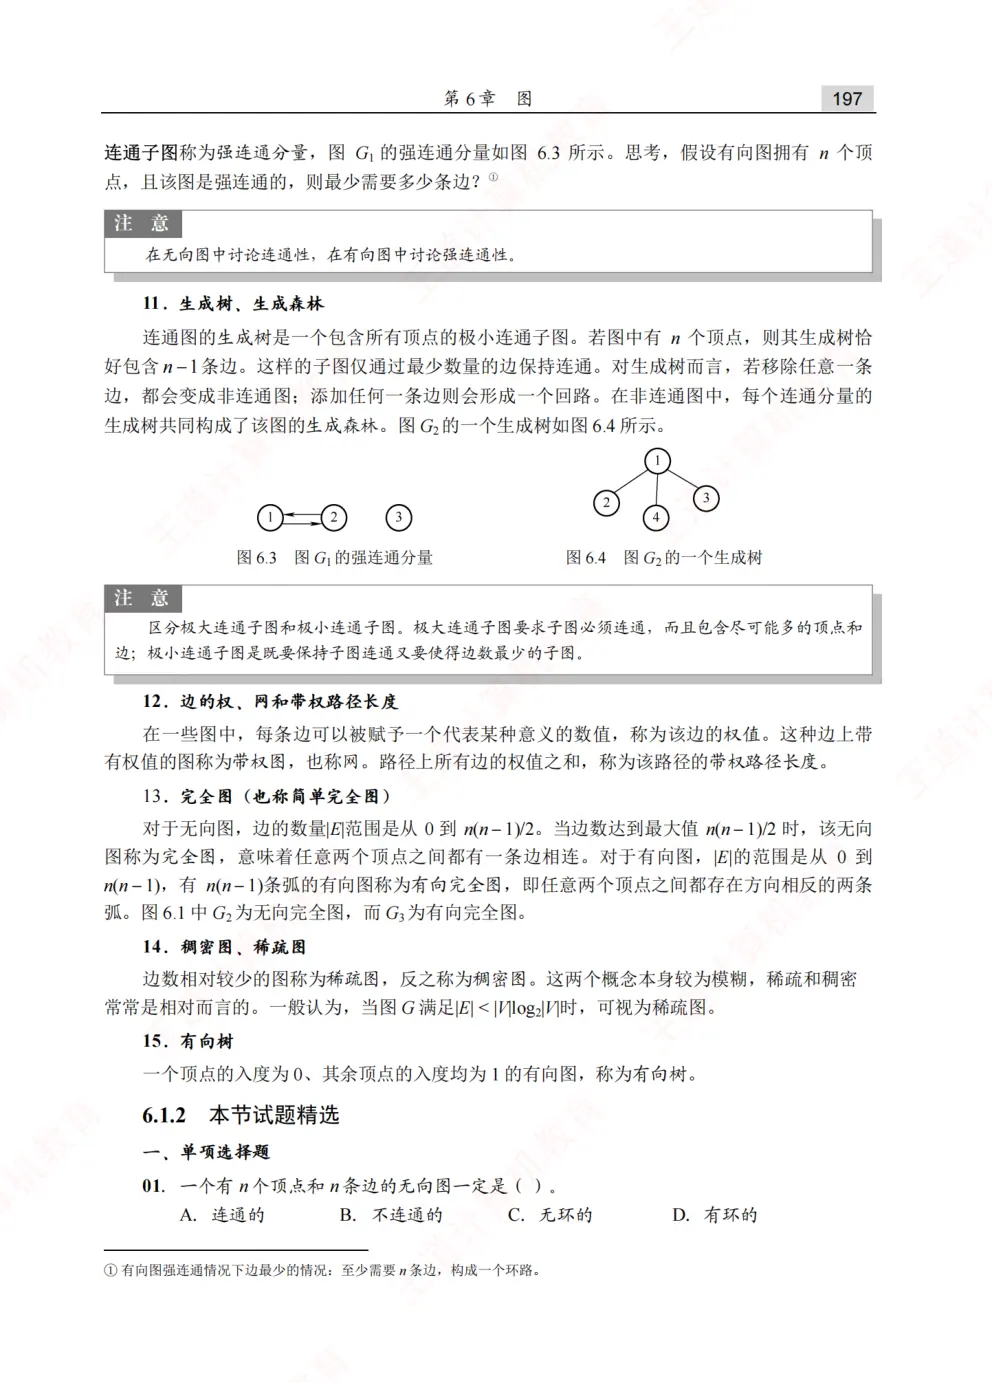 第 6 章 图 197
连通子图称为强连通分量，图 G₁ 的强连通分量如图 6.3 所示。思考，假设有向图拥有 n 个顶
点，且该图是强连通的，则最少需要多少条边？①
注 意
在无向图中讨论连通性，在有向图中讨论强连通性。
11．生成树、生成森林
连通图的生成树是一个包含所有顶点的极小连通子图。若图中有 n 个顶点，则其生成树恰
好包含 n－1 条边。这样的子图仅通过最少数量的边保持连通。对生成树而言，若移除任意一条
边，都会变成非连通图；添加任何一条边则会形成一个回路。在非连通图中，每个连通分量的
生成树共同构成了该图的生成森林。图 G₂ 的一个生成树如图 6.4 所示。
1
2 3
4
1 2 3
图 6.3 图 G₁ 的强连通分量 图 6.4 图 G₂ 的一个生成树
注 意
区分极大连通子图和极小连通子图。极大连通子图要求子图必须连通，而且包含尽可能多的顶点和
边；极小连通子图是既要保持子图连通又要使得边数最少的子图。
12．边的权、网和带权路径长度
在一些图中，每条边可以被赋予一个代表某种意义的数值，称为该边的权值。这种边上带
有权值的图称为带权图，也称网。路径上所有边的权值之和，称为该路径的带权路径长度。
13．完全图（也称简单完全图）
对于无向图，边的数量|E|范围是从 0 到 n(n－1)/2。当边数达到最大值 n(n－1)/2 时，该无向
图称为完全图，意味着任意两个顶点之间都有一条边相连。对于有向图，|E|的范围是从 0 到
n(n－1)，有 n(n－1)条弧的有向图称为有向完全图，即任意两个顶点之间都存在方向相反的两条
弧。图 6.1 中 G₂ 为无向完全图，而 G₃ 为有向完全图。
14．稠密图、稀疏图
边数相对较少的图称为稀疏图，反之称为稠密图。这两个概念本身较为模糊，稀疏和稠密
常常是相对而言的。一般认为，当图 G 满足|E| < |V|log₂|V|时，可视为稀疏图。
15．有向树
一个顶点的入度为 0、其余顶点的入度均为 1 的有向图，称为有向树。
6.1.2 本节试题精选
一、单项选择题
01. 一个有 n 个顶点和 n 条边的无向图一定是（ ）。
A. 连通的 B. 不连通的 C. 无环的 D. 有环的
① 有向图强连通情况下边最少的情况：至少需要 n 条边，构成一个环路。